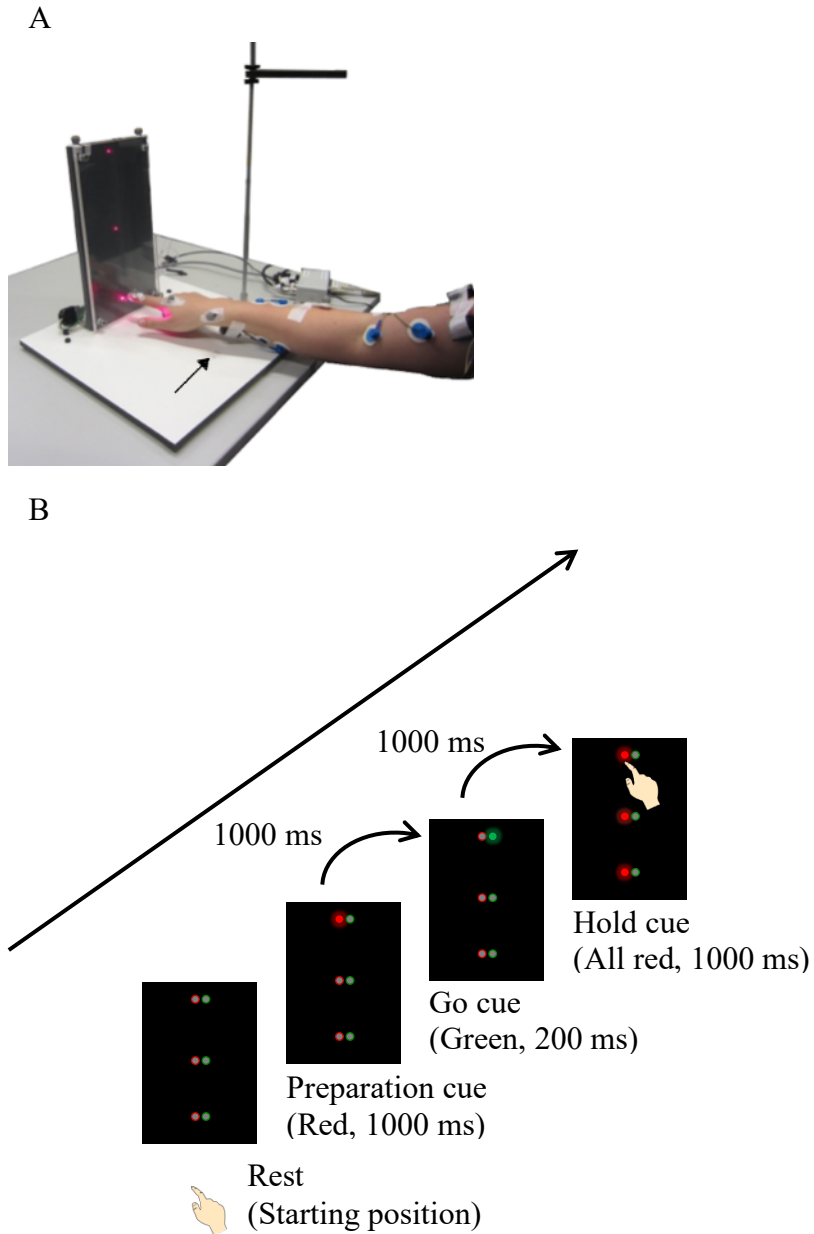 A
B
1000 ms
1000 ms
Hold cue
(All red, 1000 ms)
Go cue
(Green, 200 ms)
Preparation cue
(Red, 1000 ms)
Rest
(Starting position)